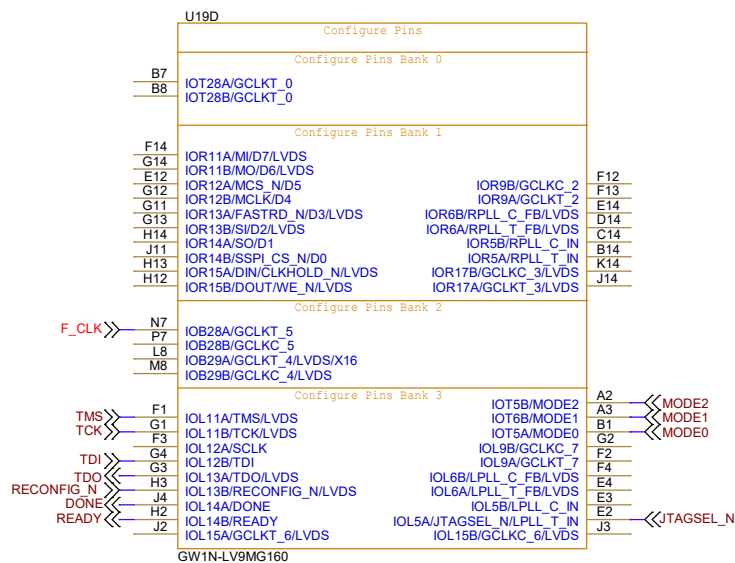 U19D
Configure Pins
Configure Pins Bank 0
B7 IOT28A/GCLKT_0
B8 IOT28B/GCLKT_0
Configure Pins Bank 1
F14 IOR11A/MI/D7/LVDS
G14 IOR11B/MO/D6/LVDS
E12 IOR12A/MCS_N/D5 IOR9B/GCLKC_2 F12
G12 IOR12B/MCLK/D4 IOR9A/GCLKT_2 F13
G11 IOR13A/FASTRD_N/D3/LVDS IOR6B/RPLL_C_FB/LVDS E14
G13 IOR13B/SI/D2/LVDS IOR6A/RPLL_T_FB/LVDS D14
H14 IOR14A/SO/D1 IOR5B/RPLL_C_IN C14
J11 IOR14B/SSPI_CS_N/D0 IOR5A/RPLL_T_IN B14
H13 IOR15A/DIN/CLKHOLD_N/LVDS IOR17B/GCLKC_3/LVDS K14
H12 IOR15B/DOUT/WE_N/LVDS IOR17A/GCLKT_3/LVDS J14
Configure Pins Bank 2
F_CLK N7 IOB28A/GCLKT_5
P7 IOB28B/GCLKC_5
L8 IOB29A/GCLKT_4/LVDS/X16
M8 IOB29B/GCLKC_4/LVDS
Configure Pins Bank 3
IOT5B/MODE2 A2 MODE2
TMS F1 IOL11A/TMS/LVDS IOT6B/MODE1 A3 MODE1
TCK G1 IOL11B/TCK/LVDS IOT5A/MODE0 B1 MODE0
F3 IOL12A/SCLK IOL9B/GCLKC_7 G2
TDI G4 IOL12B/TDI IOL9A/GCLKT_7 F2
TDO G3 IOL13A/TDO/LVDS IOL6B/LPLL_C_FB/LVDS F4
RECONFIG_N H3 IOL13B/RECONFIG_N/LVDS IOL6A/LPLL_T_FB/LVDS E4
DONE J4 IOL14A/DONE IOL5B/LPLL_C_IN E3
READY H2 IOL14B/READY IOL5A/JTAGSEL_N/LPLL_T_IN E2 JTAGSEL_N
J2 IOL15A/GCLKT_6/LVDS IOL15B/GCLKC_6/LVDS J3
GW1N-LV9MG160